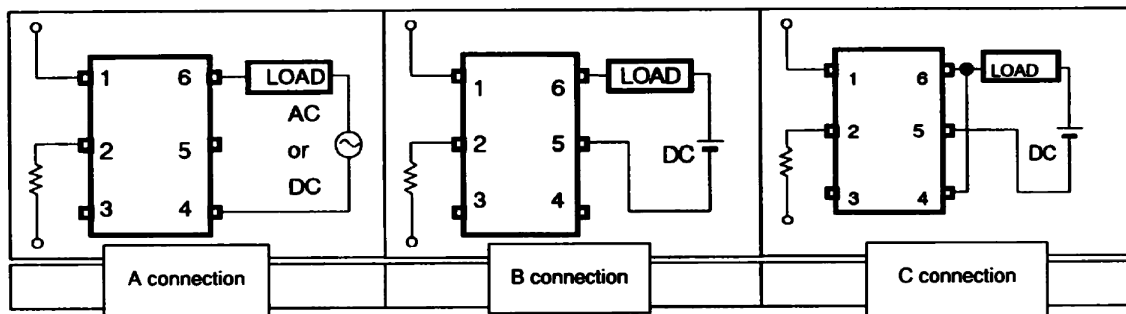 1 6 LOAD
AC
2 5 or
DC
3 4
A connection
1 6 LOAD
2 5 DC
3 4
B connection
1 6 LOAD
2 5 DC
3 4
C connection